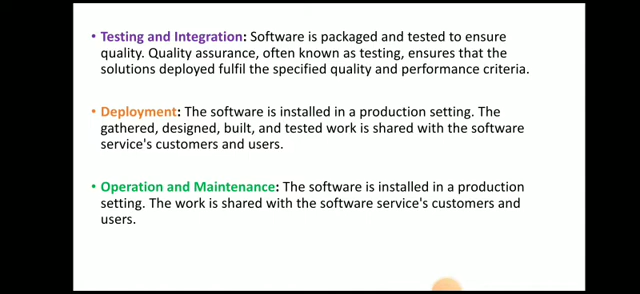 • Testing and Integration: Software is packaged and tested to ensure
quality. Quality assurance, often known as testing, ensures that the
solutions deployed fulfil the specified quality and performance criteria.
• Deployment: The software is installed in a production setting. The
gathered, designed, built, and tested work is shared with the software
service's customers and users.
• Operation and Maintenance: The software is installed in a production
setting. The work is shared with the software service's customers and
users.